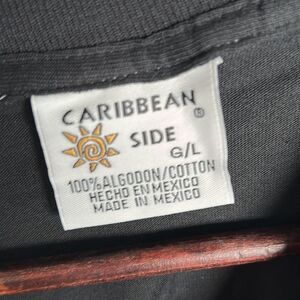 CARIBBEAN ®
SIDE
G/L
100% ALGODON/COTTON
HECHO EN MEXICO
MADE IN MEXICO